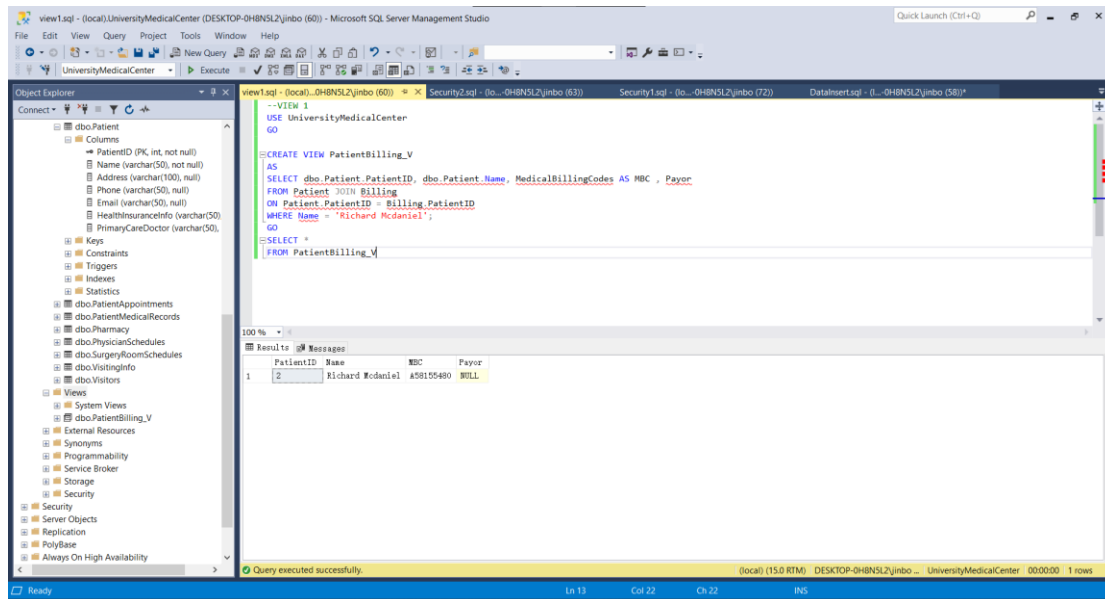 view1.sql - (local).UniversityMedicalCenter (DESKTOP-0H8N5L2\jinbo (60)) - Microsoft SQL Server Management Studio
Quick Launch (Ctrl+Q)
File Edit View Query Project Tools Window Help
New Query
UniversityMedicalCenter Execute
Object Explorer
view1.sql - (local)...0H8N5L2\jinbo (60)) Security2.sql - (lo...-0H8N5L2\jinbo (63)) Security1.sql - (lo...-0H8N5L2\jinbo (72)) DataInsert.sql - (l...-0H8N5L2\jinbo (58))*
Connect
dbo.Patient
Columns
PatientID (PK, int, not null)
Name (varchar(50), not null)
Address (varchar(100), null)
Phone (varchar(50), null)
Email (varchar(50), null)
HealthInsuranceInfo (varchar(50)
PrimaryCareDoctor (varchar(50),
Keys
Constraints
Triggers
Indexes
Statistics
dbo.PatientAppointments
dbo.PatientMedicalRecords
dbo.Pharmacy
dbo.PhysicianSchedules
dbo.SurgeryRoomSchedules
dbo.VisitingInfo
dbo.Visitors
Views
System Views
dbo.PatientBilling_V
External Resources
Synonyms
Programmability
Service Broker
Storage
Security
Security
Server Objects
Replication
PolyBase
Always On High Availability
--VIEW 1
USE UniversityMedicalCenter
GO
CREATE VIEW PatientBilling_V
AS
SELECT dbo.Patient.PatientID, dbo.Patient.Name, MedicalBillingCodes AS MBC , Payor
FROM Patient JOIN Billing
ON Patient.PatientID = Billing.PatientID
WHERE Name = 'Richard Mcdaniel';
GO
SELECT *
FROM PatientBilling_V
100 %
Results Messages
PatientID Name MBC Payor
1 2 Richard Mcdaniel A58155480 NULL
Query executed successfully. (local) (15.0 RTM) DESKTOP-0H8N5L2\jinbo ... UniversityMedicalCenter 00:00:00 1 rows
Ready Ln 13 Col 22 Ch 22 INS